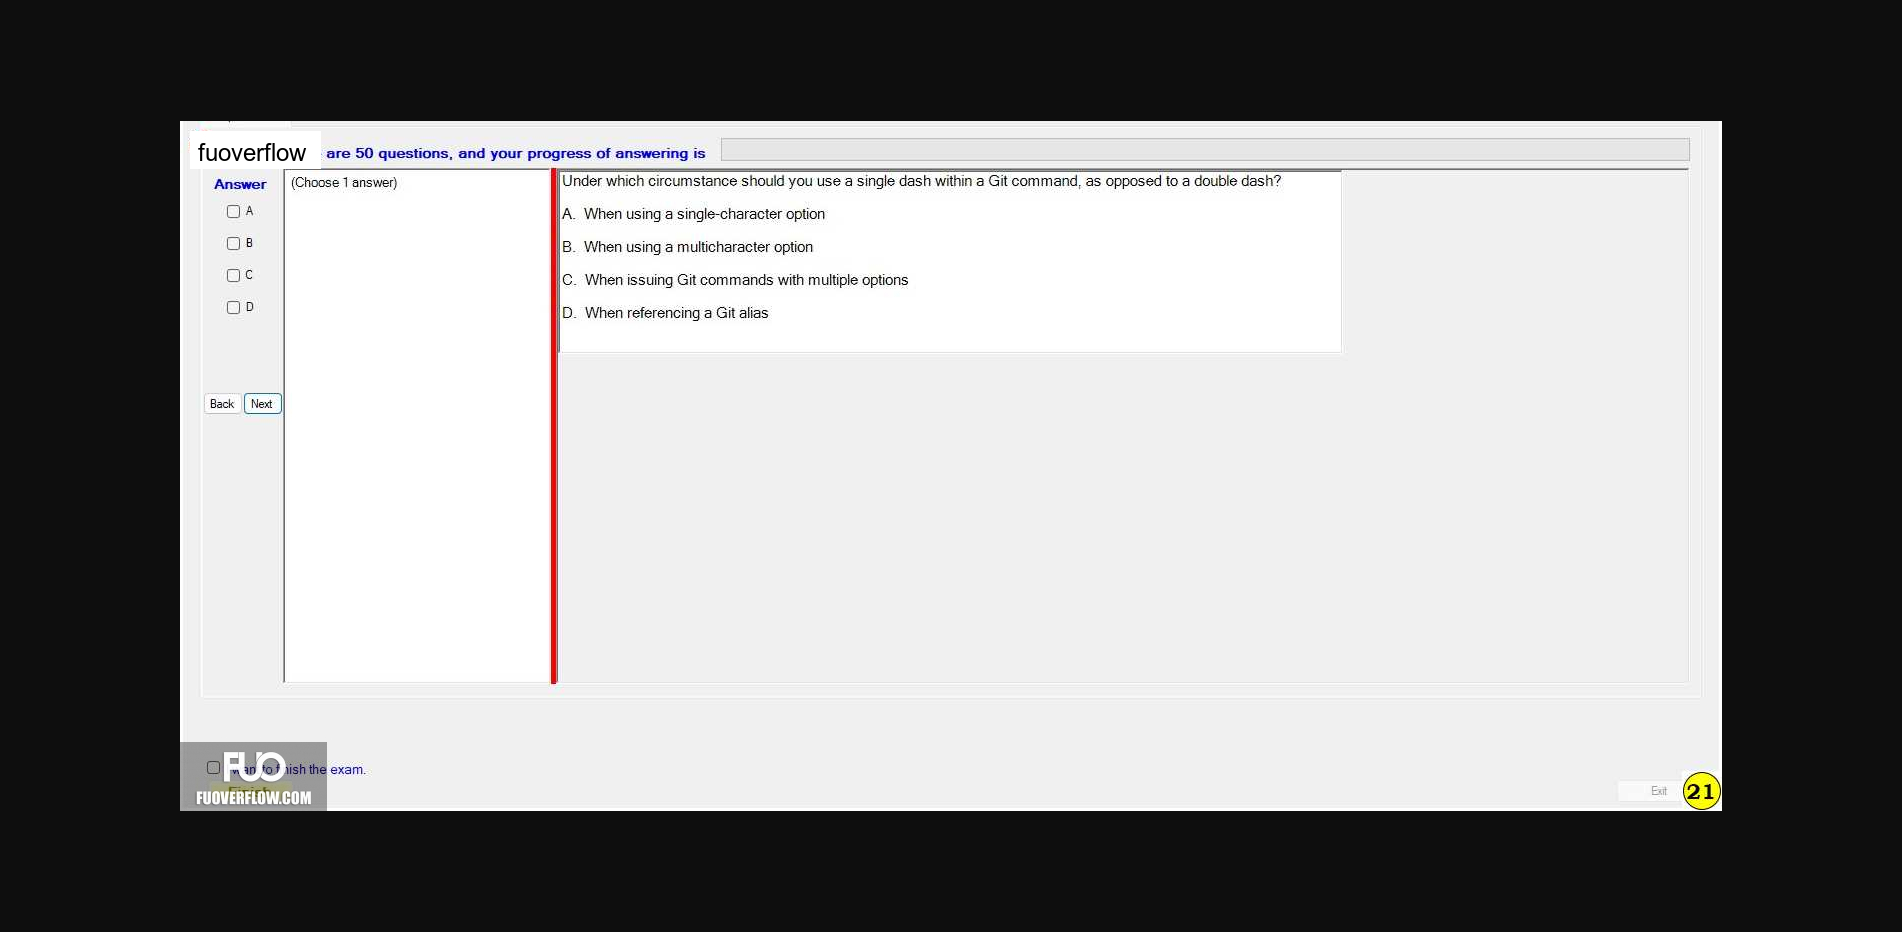 fuoverflow are 50 questions, and your progress of answering is
Answer
A
B
C
D
Back Next
(Choose 1 answer)
Under which circumstance should you use a single dash within a Git command, as opposed to a double dash?
A. When using a single-character option
B. When using a multicharacter option
C. When issuing Git commands with multiple options
D. When referencing a Git alias
FUO
to finish the exam.
Finish
FUOVERFLOW.COM
Exit
21